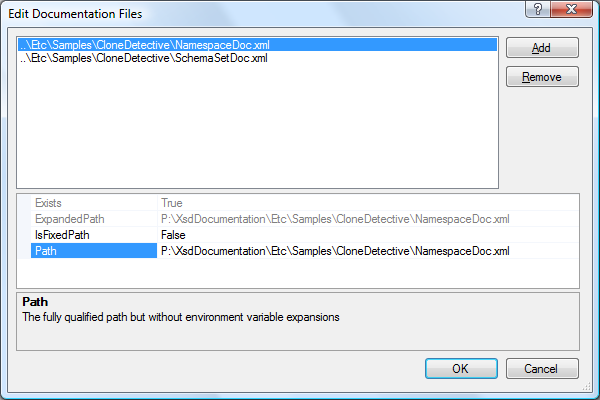 Edit Documentation Files
?
..\Etc\Samples\CloneDetective\NamespaceDoc.xml
..\Etc\Samples\CloneDetective\SchemaSetDoc.xml
Add
Remove
Exists True
ExpandedPath P:\XsdDocumentation\Etc\Samples\CloneDetective\NamespaceDoc.xml
IsFixedPath False
Path P:\XsdDocumentation\Etc\Samples\CloneDetective\NamespaceDoc.xml
Path
The fully qualified path but without environment variable expansions
OK Cancel